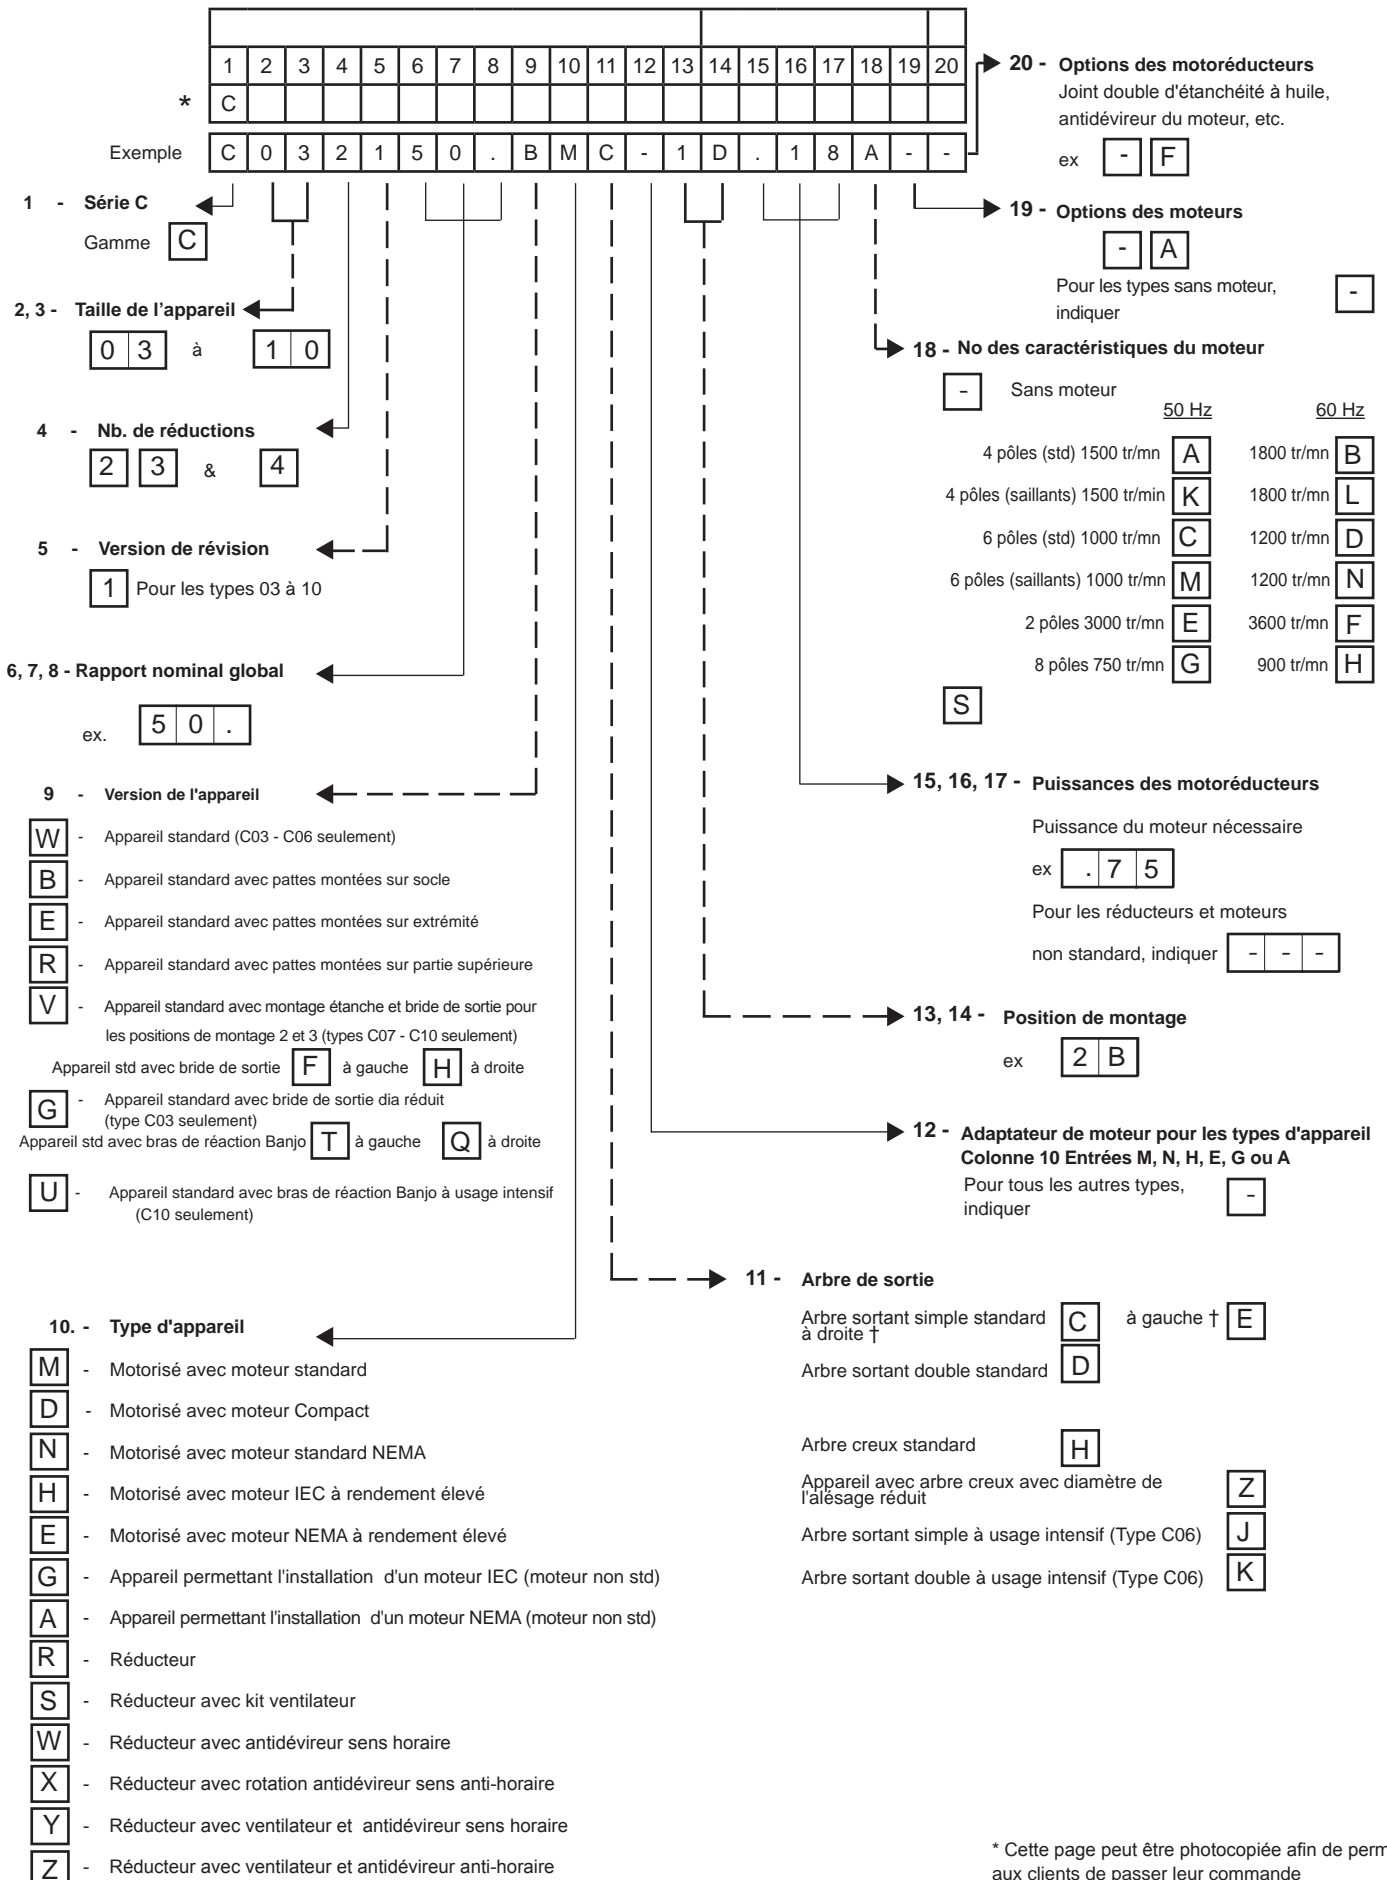 1 2 3 4 5 6 7 8 9 10 11 12 13 14 15 16 17 18 19 20
* C
Exemple C 0 3 2 1 5 0 . B M C - 1 D . 1 8 A - -
1 - Série C
Gamme C
2, 3 - Taille de l'appareil
0 3 à 1 0
4 - Nb. de réductions
2 3 & 4
5 - Version de révision
1 Pour les types 03 à 10
6, 7, 8 - Rapport nominal global
ex. 5 0 .
9 - Version de l'appareil
W - Appareil standard (C03 - C06 seulement)
B - Appareil standard avec pattes montées sur socle
E - Appareil standard avec pattes montées sur extrémité
R - Appareil standard avec pattes montées sur partie supérieure
V - Appareil standard avec montage étanche et bride de sortie pour
les positions de montage 2 et 3 (types C07 - C10 seulement)
Appareil std avec bride de sortie F à gauche H à droite
G - Appareil standard avec bride de sortie dia réduit
(type C03 seulement)
Appareil std avec bras de réaction Banjo T à gauche Q à droite
U - Appareil standard avec bras de réaction Banjo à usage intensif
(C10 seulement)
10. - Type d'appareil
M - Motorisé avec moteur standard
D - Motorisé avec moteur Compact
N - Motorisé avec moteur standard NEMA
H - Motorisé avec moteur IEC à rendement élevé
E - Motorisé avec moteur NEMA à rendement élevé
G - Appareil permettant l'installation d'un moteur IEC (moteur non std)
A - Appareil permettant l'installation d'un moteur NEMA (moteur non std)
R - Réducteur
S - Réducteur avec kit ventilateur
W - Réducteur avec antidévireur sens horaire
X - Réducteur avec rotation antidévireur sens anti-horaire
Y - Réducteur avec ventilateur et antidévireur sens horaire
Z - Réducteur avec ventilateur et antidévireur anti-horaire
20 - Options des motoréducteurs
Joint double d'étanchéité à huile,
antidévireur du moteur, etc.
ex - F
19 - Options des moteurs
- A
Pour les types sans moteur,
indiquer -
18 - No des caractéristiques du moteur
- Sans moteur
50 Hz 60 Hz
4 pôles (std) 1500 tr/mn A 1800 tr/mn B
4 pôles (saillants) 1500 tr/min K 1800 tr/mn L
6 pôles (std) 1000 tr/mn C 1200 tr/mn D
6 pôles (saillants) 1000 tr/mn M 1200 tr/mn N
2 pôles 3000 tr/mn E 3600 tr/mn F
8 pôles 750 tr/mn G 900 tr/mn H
S
15, 16, 17 - Puissances des motoréducteurs
Puissance du moteur nécessaire
ex . 7 5
Pour les réducteurs et moteurs
non standard, indiquer - - -
13, 14 - Position de montage
ex 2 B
12 - Adaptateur de moteur pour les types d'appareil
Colonne 10 Entrées M, N, H, E, G ou A
Pour tous les autres types,
indiquer -
11 - Arbre de sortie
Arbre sortant simple standard
à droite † C à gauche † E
Arbre sortant double standard D
Arbre creux standard H
Appareil avec arbre creux avec diamètre de
l'alésage réduit Z
Arbre sortant simple à usage intensif (Type C06) J
Arbre sortant double à usage intensif (Type C06) K
* Cette page peut être photocopiée afin de perm
aux clients de passer leur commande